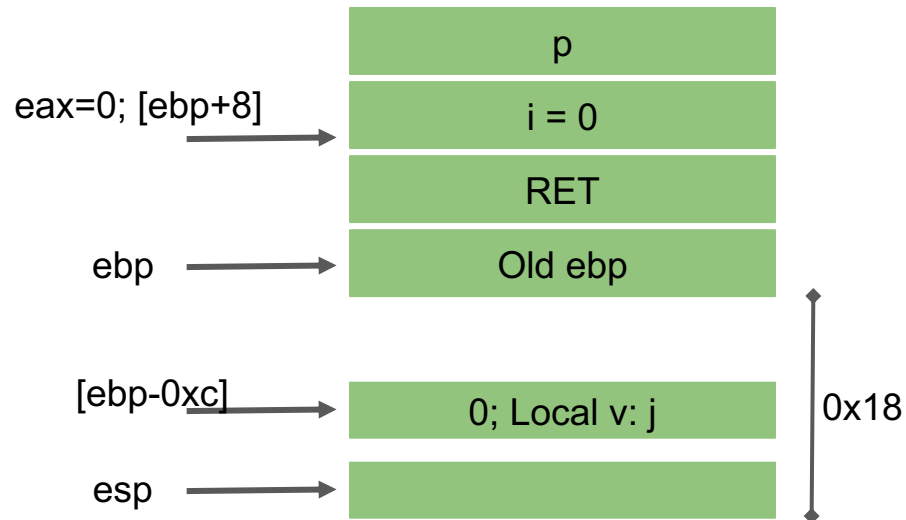 p
eax=0; [ebp+8]
i = 0
RET
ebp
Old ebp
[ebp-0xc]
0; Local v: j
0x18
esp